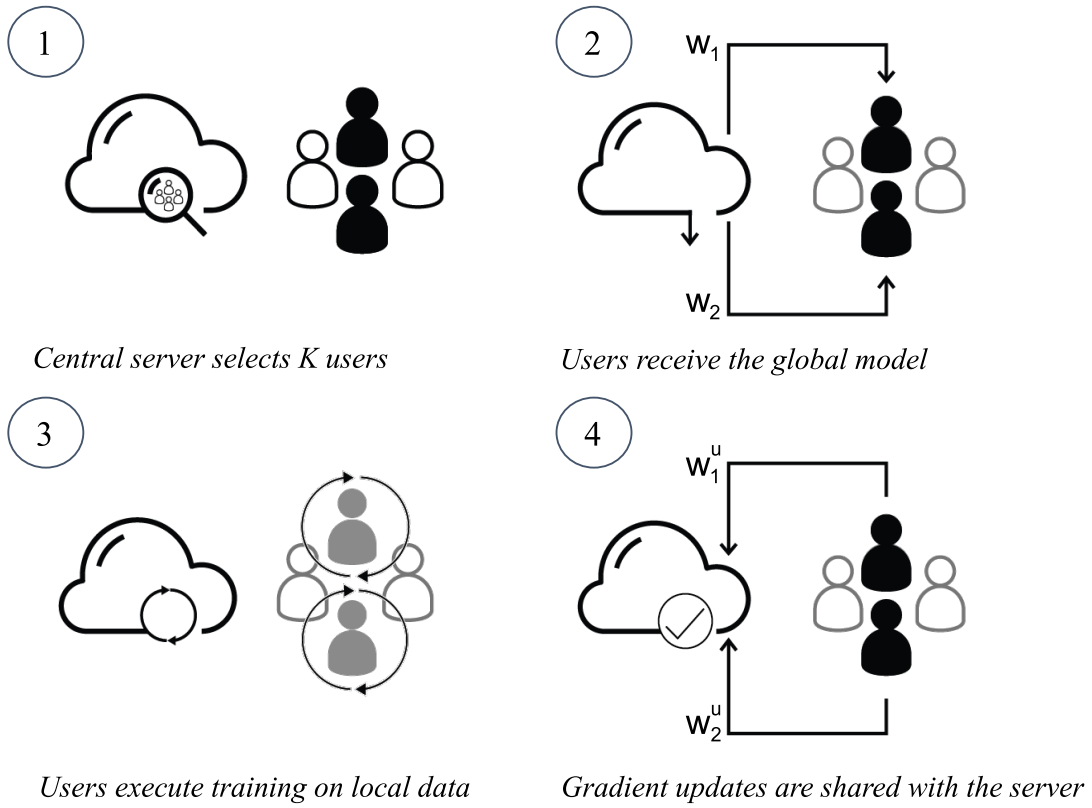 1
Central server selects K users
2
W1
W2
Users receive the global model
3
Users execute training on local data
4
W1u
W2u
Gradient updates are shared with the server